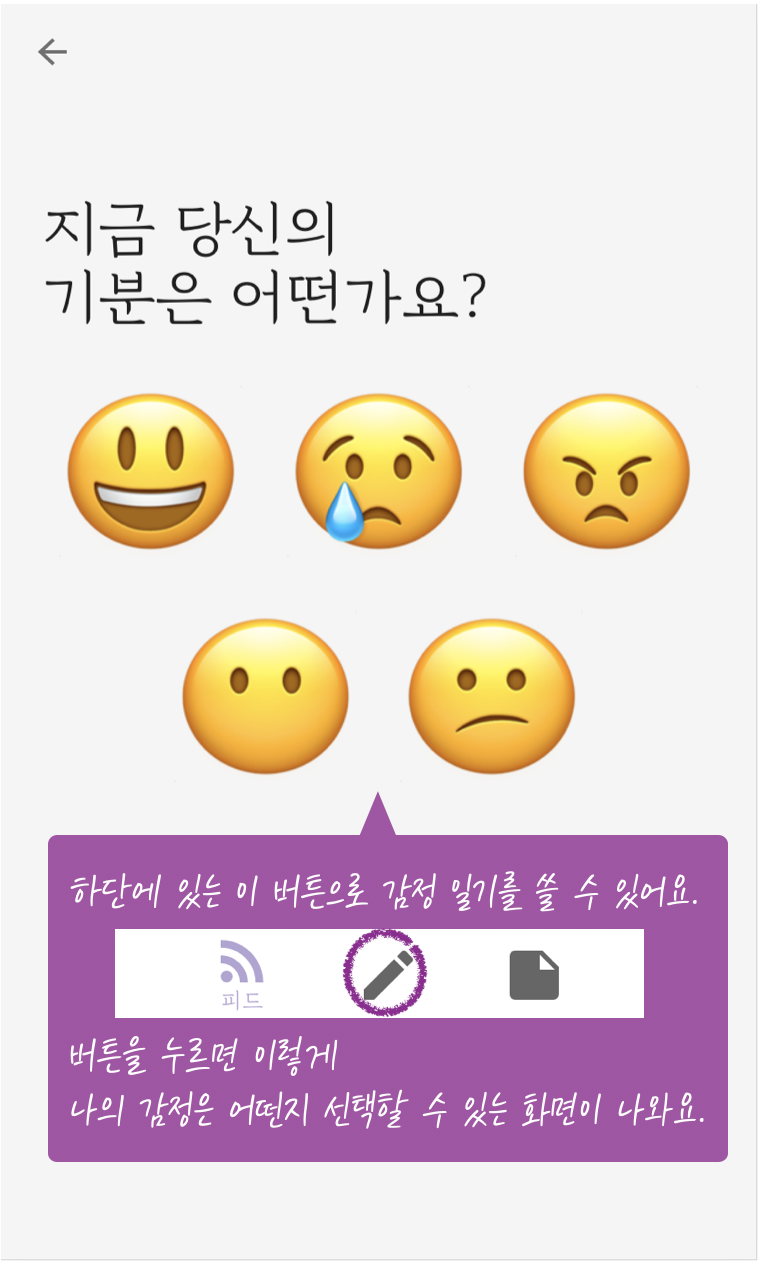 지금 당신의
기분은 어떤가요?
하단에 있는 이 버튼으로 감정 일기를 쓸 수 있어요.
피드
버튼을 누르면 이렇게
나의 감정은 어떤지 선택할 수 있는 화면이 나와요.